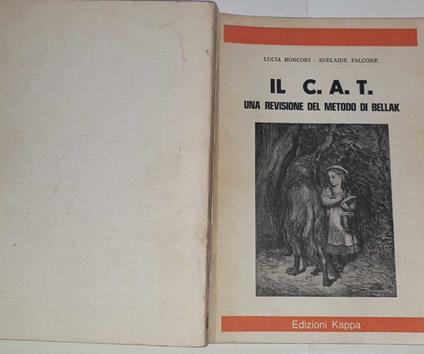 LUCIA BONCORI - ADELAIDE FALCONE
IL C. A. T.
UNA REVISIONE DEL METODO DI BELLAK
Edizioni Kappa